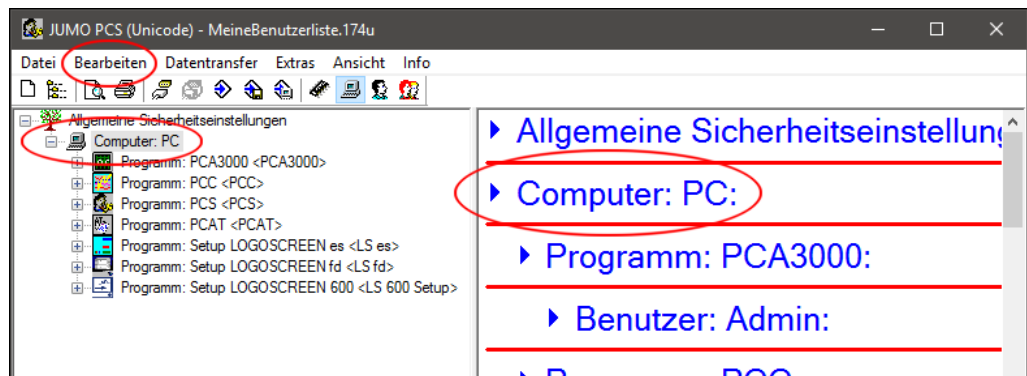 JUMO PCS (Unicode) - MeineBenutzerliste.174u
Datei Bearbeiten Datentransfer Extras Ansicht Info
Allgemeine Sicherheitseinstellungen
Computer: PC
Programm: PCA3000 <PCA3000>
Programm: PCC <PCC>
Programm: PCS <PCS>
Programm: PCAT <PCAT>
Programm: Setup LOGOSCREEN es <LS es>
Programm: Setup LOGOSCREEN fd <LS fd>
Programm: Setup LOGOSCREEN 600 <LS 600 Setup>
Allgemeine Sicherheitseinstellung
Computer: PC:
Programm: PCA3000:
Benutzer: Admin: